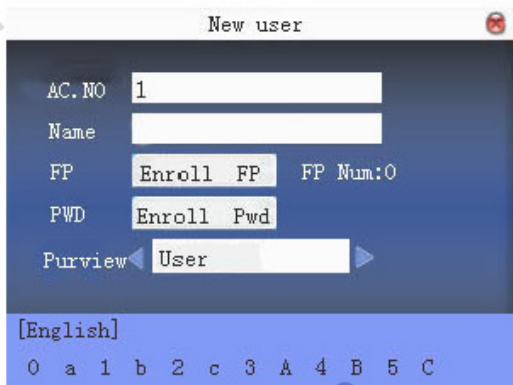 New user
AC.NO 1
Name
FP Enroll FP FP Num:0
PWD Enroll Pwd
Purview User
[English]
0 a 1 b 2 c 3 A 4 B 5 C